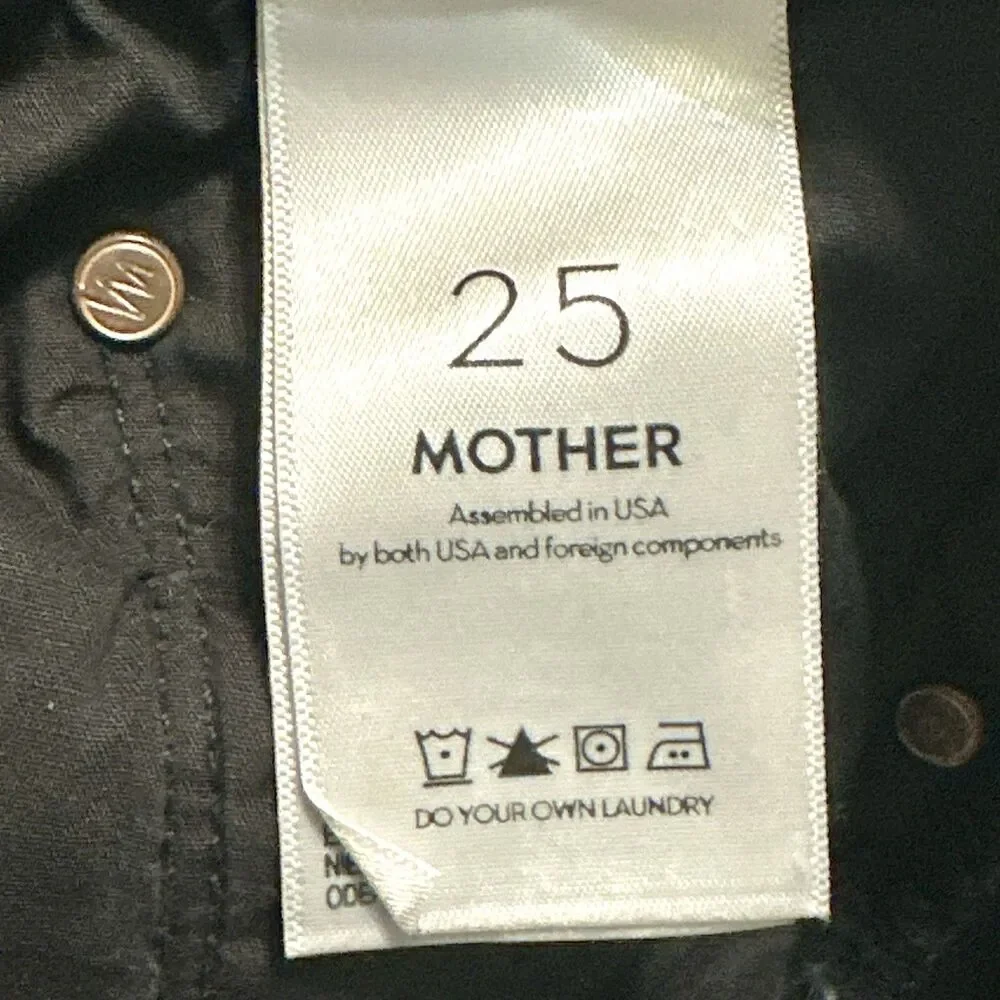 25
MOTHER
Assembled in USA
by both USA and foreign components
DO YOUR OWN LAUNDRY